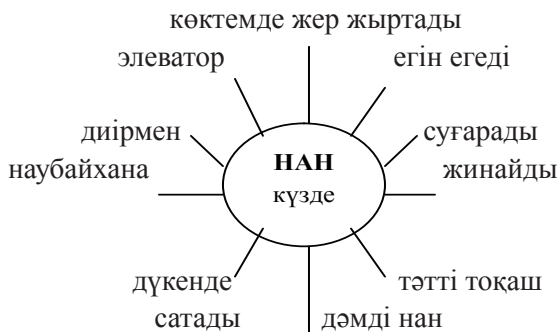 көктемде жер жыртады
элеватор егін егеді
диірмен суғарады
наубайхана жинайды
НАН
күзде
дүкенде тәтті тоқаш
сатады дәмді нан